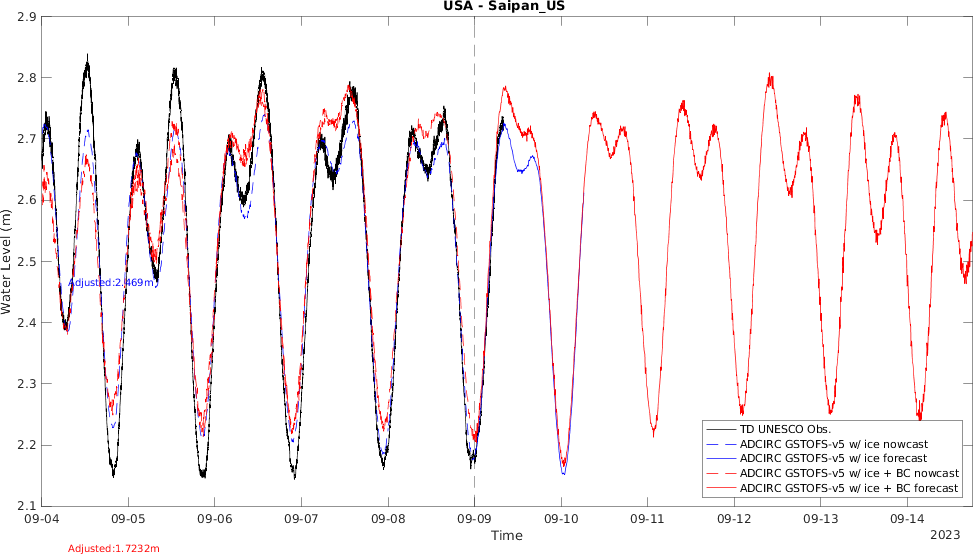 USA - Saipan_US
2.9
2.8
2.7
2.6
2.5
2.4
2.3
2.2
2.1
Water Level (m)
Adjusted:2.469m
TD UNESCO Obs.
ADCIRC GSTOFS-v5 w/ ice nowcast
ADCIRC GSTOFS-v5 w/ ice forecast
ADCIRC GSTOFS-v5 w/ ice + BC nowcast
ADCIRC GSTOFS-v5 w/ ice + BC forecast
09-04 09-05 09-06 09-07 09-08 09-09 09-10 09-11 09-12 09-13 09-14
Time
2023
Adjusted:1.7232m